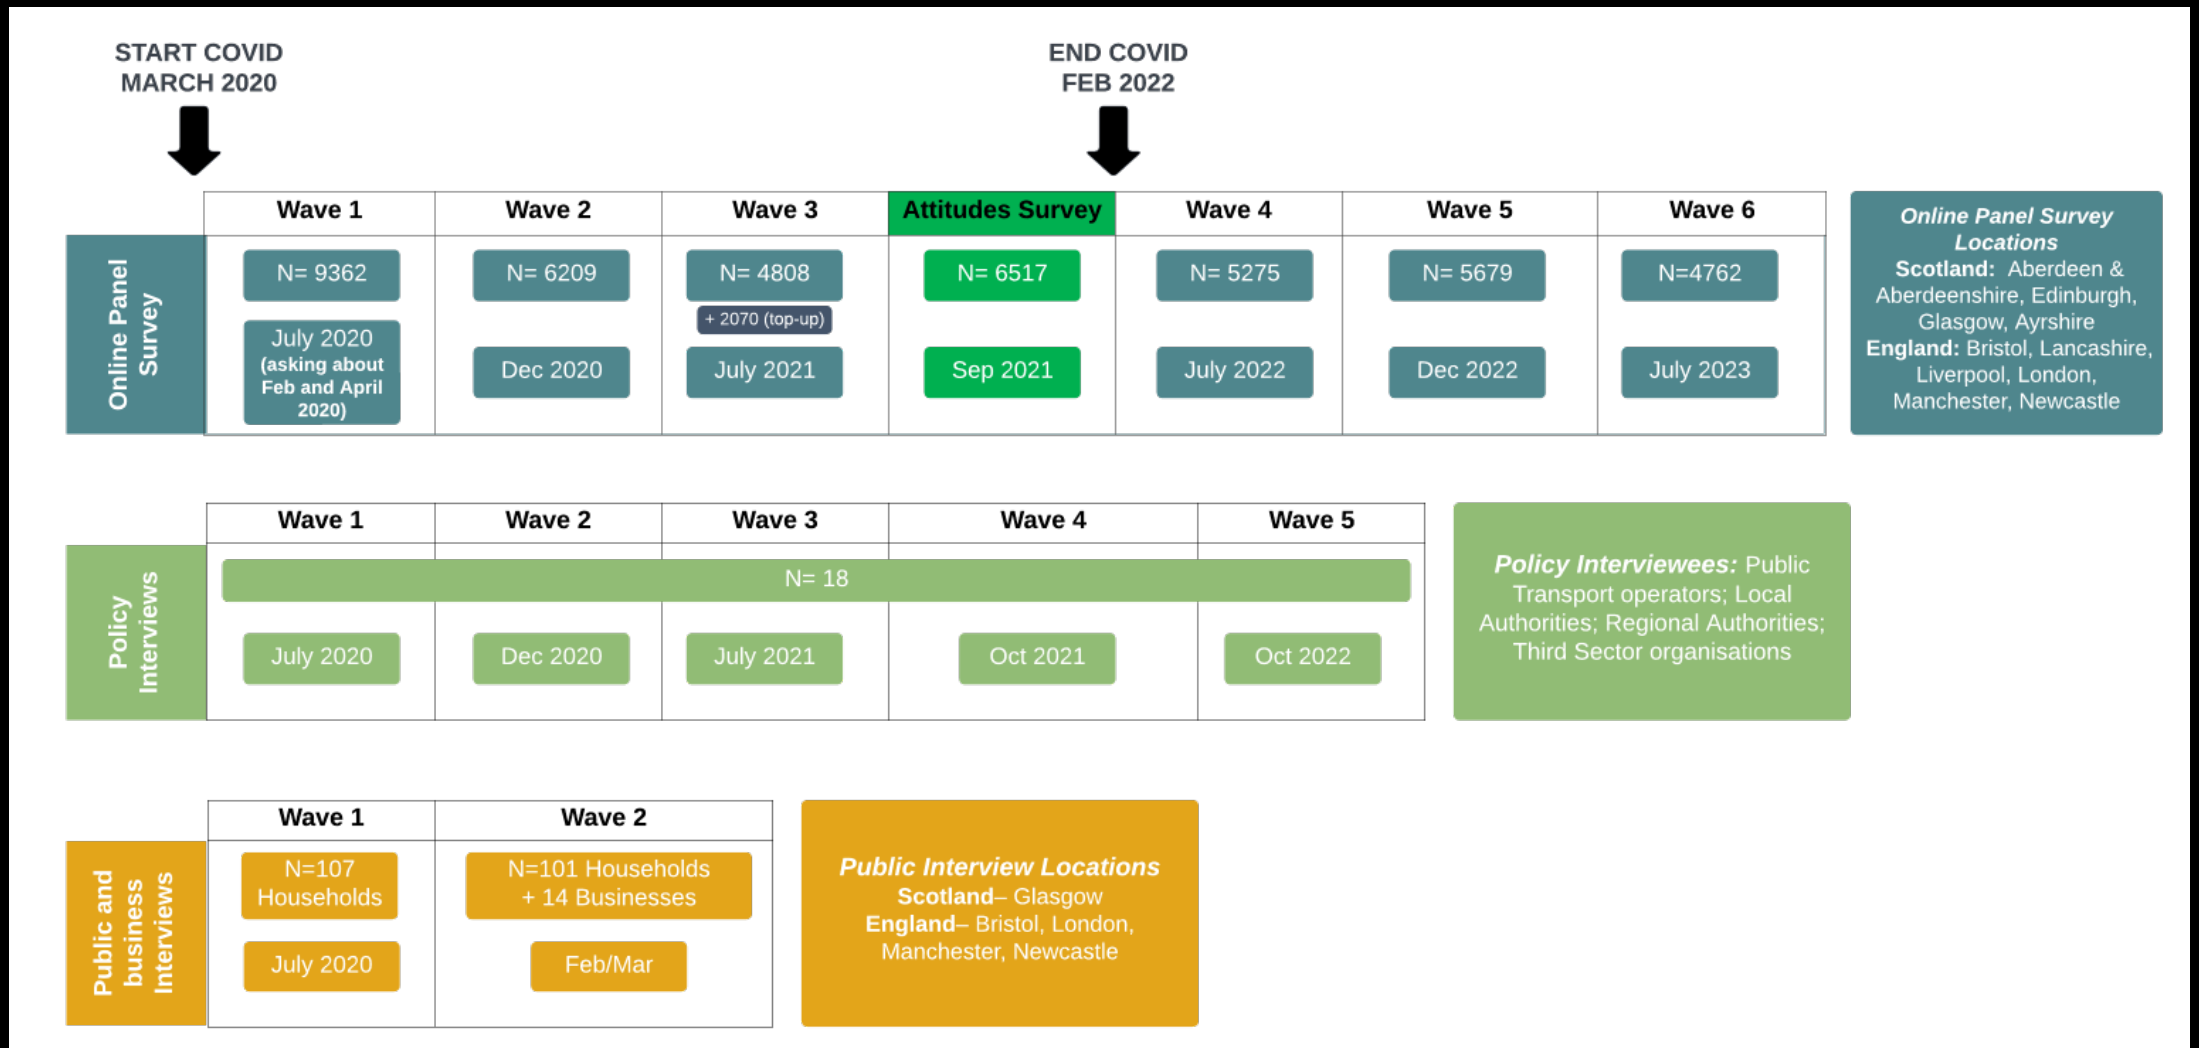 START COVID
MARCH 2020
END COVID
FEB 2022
Wave 1
Wave 2
Wave 3
Attitudes Survey
Wave 4
Wave 5
Wave 6
Online Panel
Survey
N= 9362
N= 6209
N= 4808
+ 2070 (top-up)
N= 6517
N= 5275
N= 5679
N=4762
July 2020
(asking about
Feb and April
2020)
Dec 2020
July 2021
Sep 2021
July 2022
Dec 2022
July 2023
Online Panel Survey
Locations
Scotland: Aberdeen &
Aberdeenshire, Edinburgh,
Glasgow, Ayrshire
England: Bristol, Lancashire,
Liverpool, London,
Manchester, Newcastle
Wave 1
Wave 2
Wave 3
Wave 4
Wave 5
Policy
Interviews
N= 18
July 2020
Dec 2020
July 2021
Oct 2021
Oct 2022
Policy Interviewees: Public
Transport operators; Local
Authorities; Regional Authorities;
Third Sector organisations
Wave 1
Wave 2
Public and
business
Interviews
N=107
Households
N=101 Households
+ 14 Businesses
July 2020
Feb/Mar
Public Interview Locations
Scotland– Glasgow
England– Bristol, London,
Manchester, Newcastle